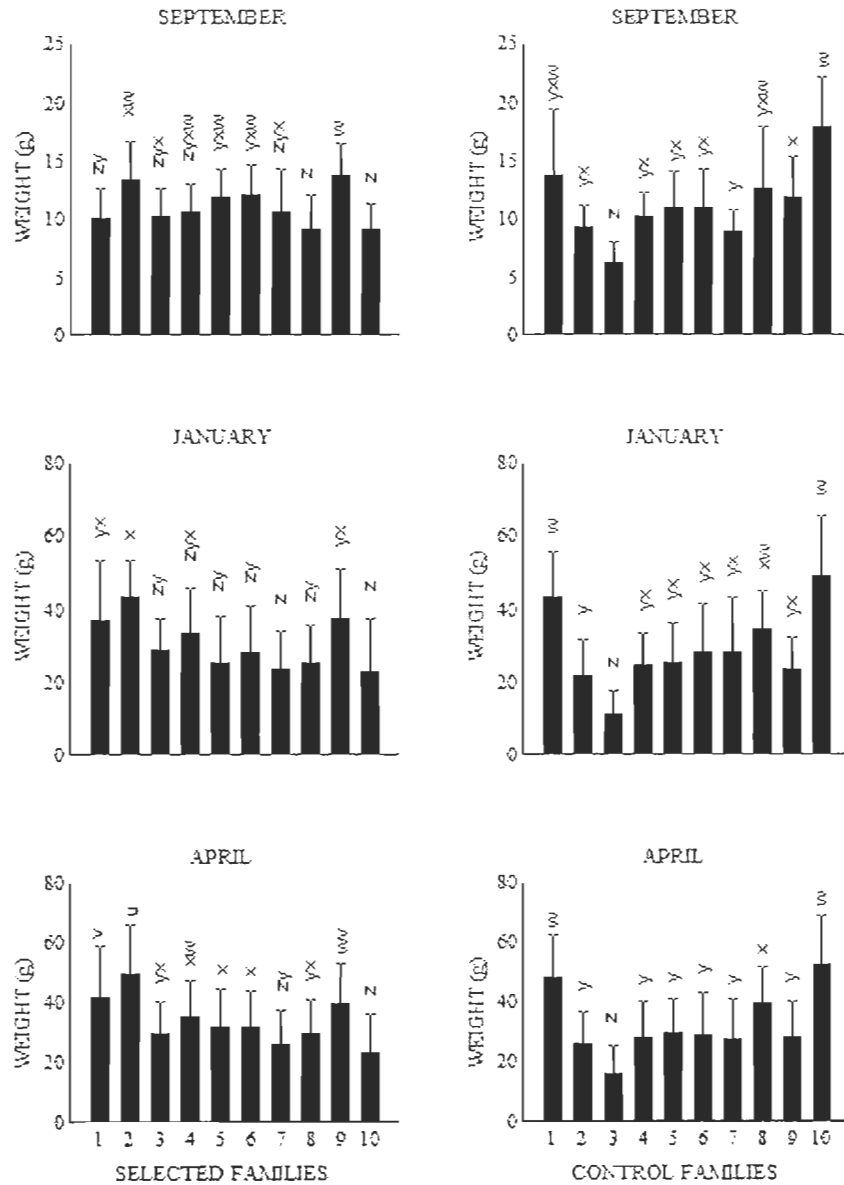 SEPTEMBER
WEIGHT (g)
25
20
15
10
5
0
zy
xw
zyx
zyxw
yxw
yxw
zyx
z
w
z
SEPTEMBER
WEIGHT (g)
25
20
15
10
5
0
yxw
yx
z
yx
yx
yx
y
yxw
x
w
JANUARY
WEIGHT (g)
80
60
40
20
0
yx
x
zy
zyx
zy
zy
z
zy
yx
z
JANUARY
WEIGHT (g)
80
60
40
20
0
w
y
z
yx
yx
yx
yx
xw
yx
w
APRIL
WEIGHT (g)
80
60
40
20
0
v
u
yx
xw
x
x
zy
yx
z
1 2 3 4 5 6 7 8 9 10
SELECTED FAMILIES
APRIL
WEIGHT (g)
80
60
40
20
0
w
y
z
y
y
y
y
x
y
w
1 2 3 4 5 6 7 8 9 10
CONTROL FAMILIES